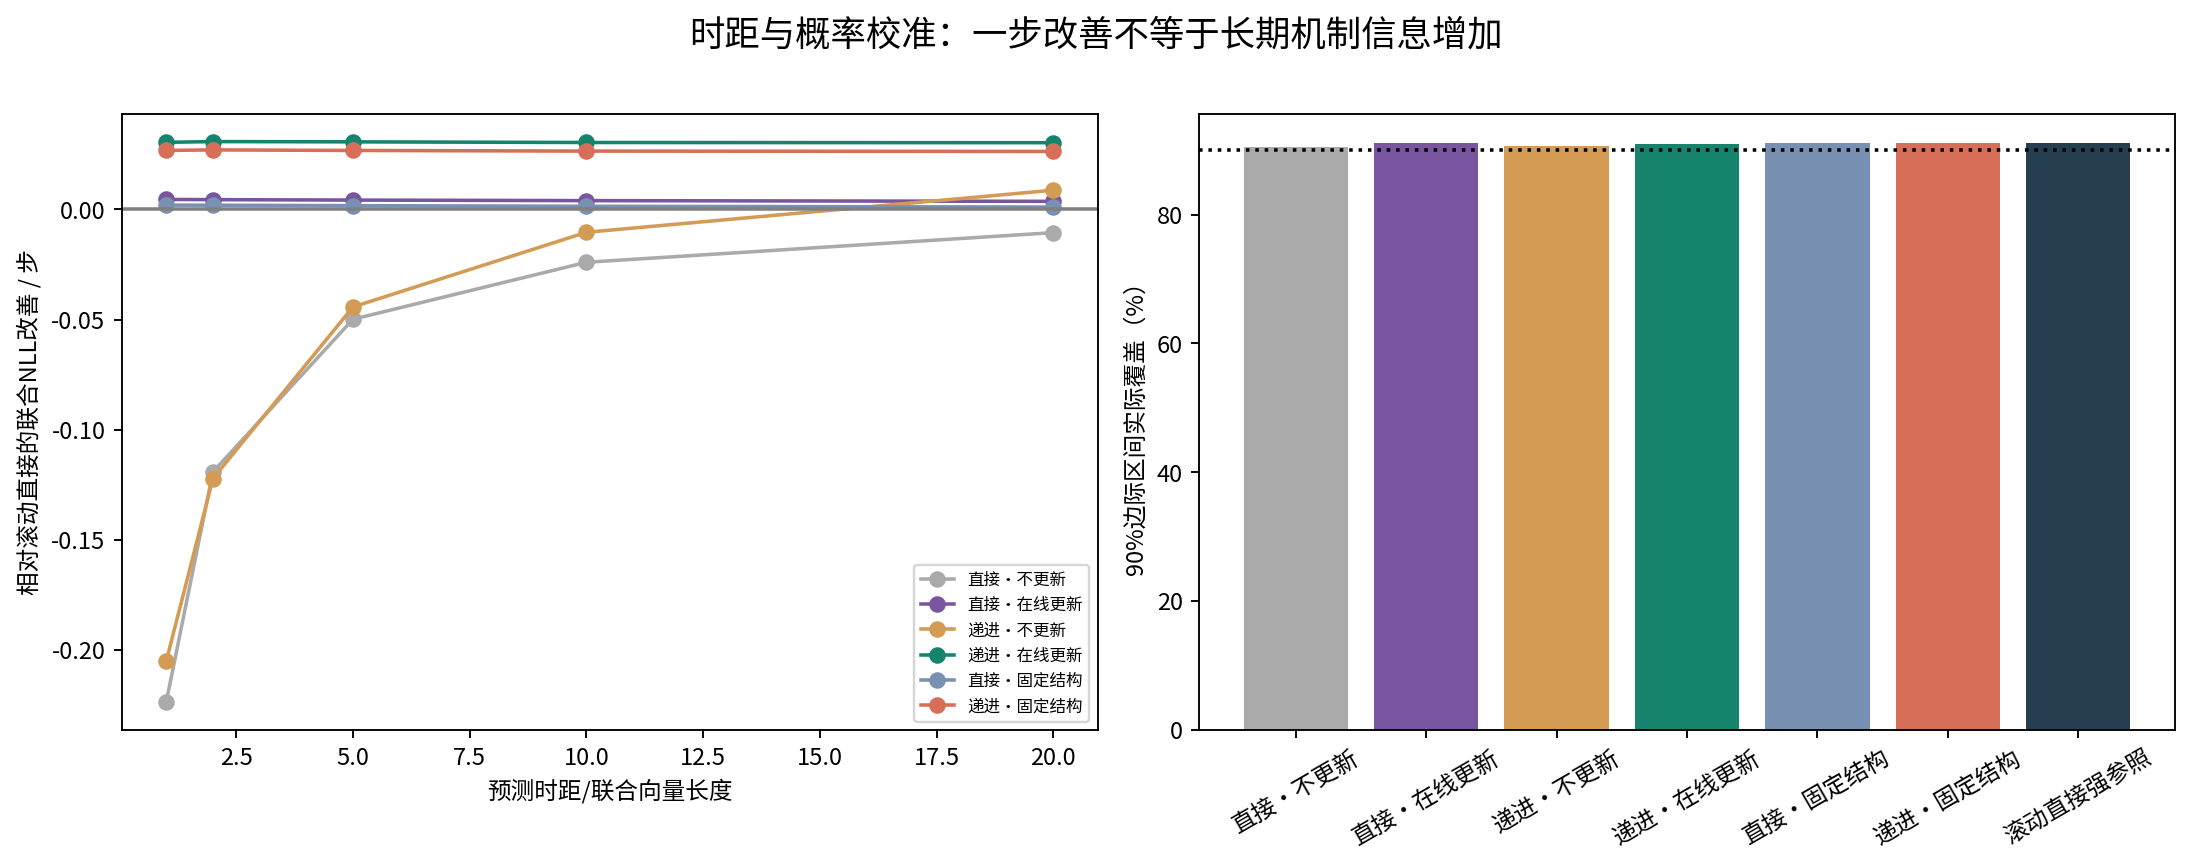 时距与概率校准：一步改善不等于长期机制信息增加
相对滚动直接的联合NLL改善 / 步
0.00
-0.05
-0.10
-0.15
-0.20
2.5
5.0
7.5
10.0
12.5
15.0
17.5
20.0
预测时距/联合向量长度
直接·不更新
直接·在线更新
递进·不更新
递进·在线更新
直接·固定结构
递进·固定结构
90%边际区间实际覆盖（%）
80
60
40
20
0
直接·不更新
直接·在线更新
递进·不更新
递进·在线更新
直接·固定结构
递进·固定结构
滚动直接强参照